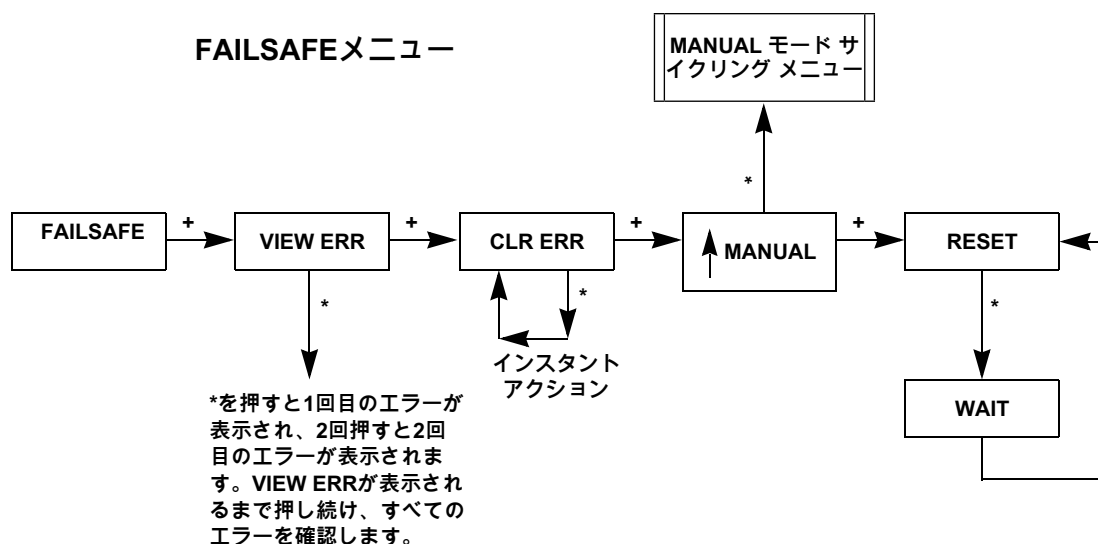 FAILSAFEメニュー
MANUAL モード サ
イクリング メニュー
*
FAILSAFE
+
VIEW ERR
+
CLR ERR
+
MANUAL
+
RESET
*
*
*
インスタント
アクション
*を押すと1回目のエラーが
表示され、2回押すと2回
目のエラーが表示されま
す。VIEW ERRが表示され
るまで押し続け、すべての
エラーを確認します。
WAIT